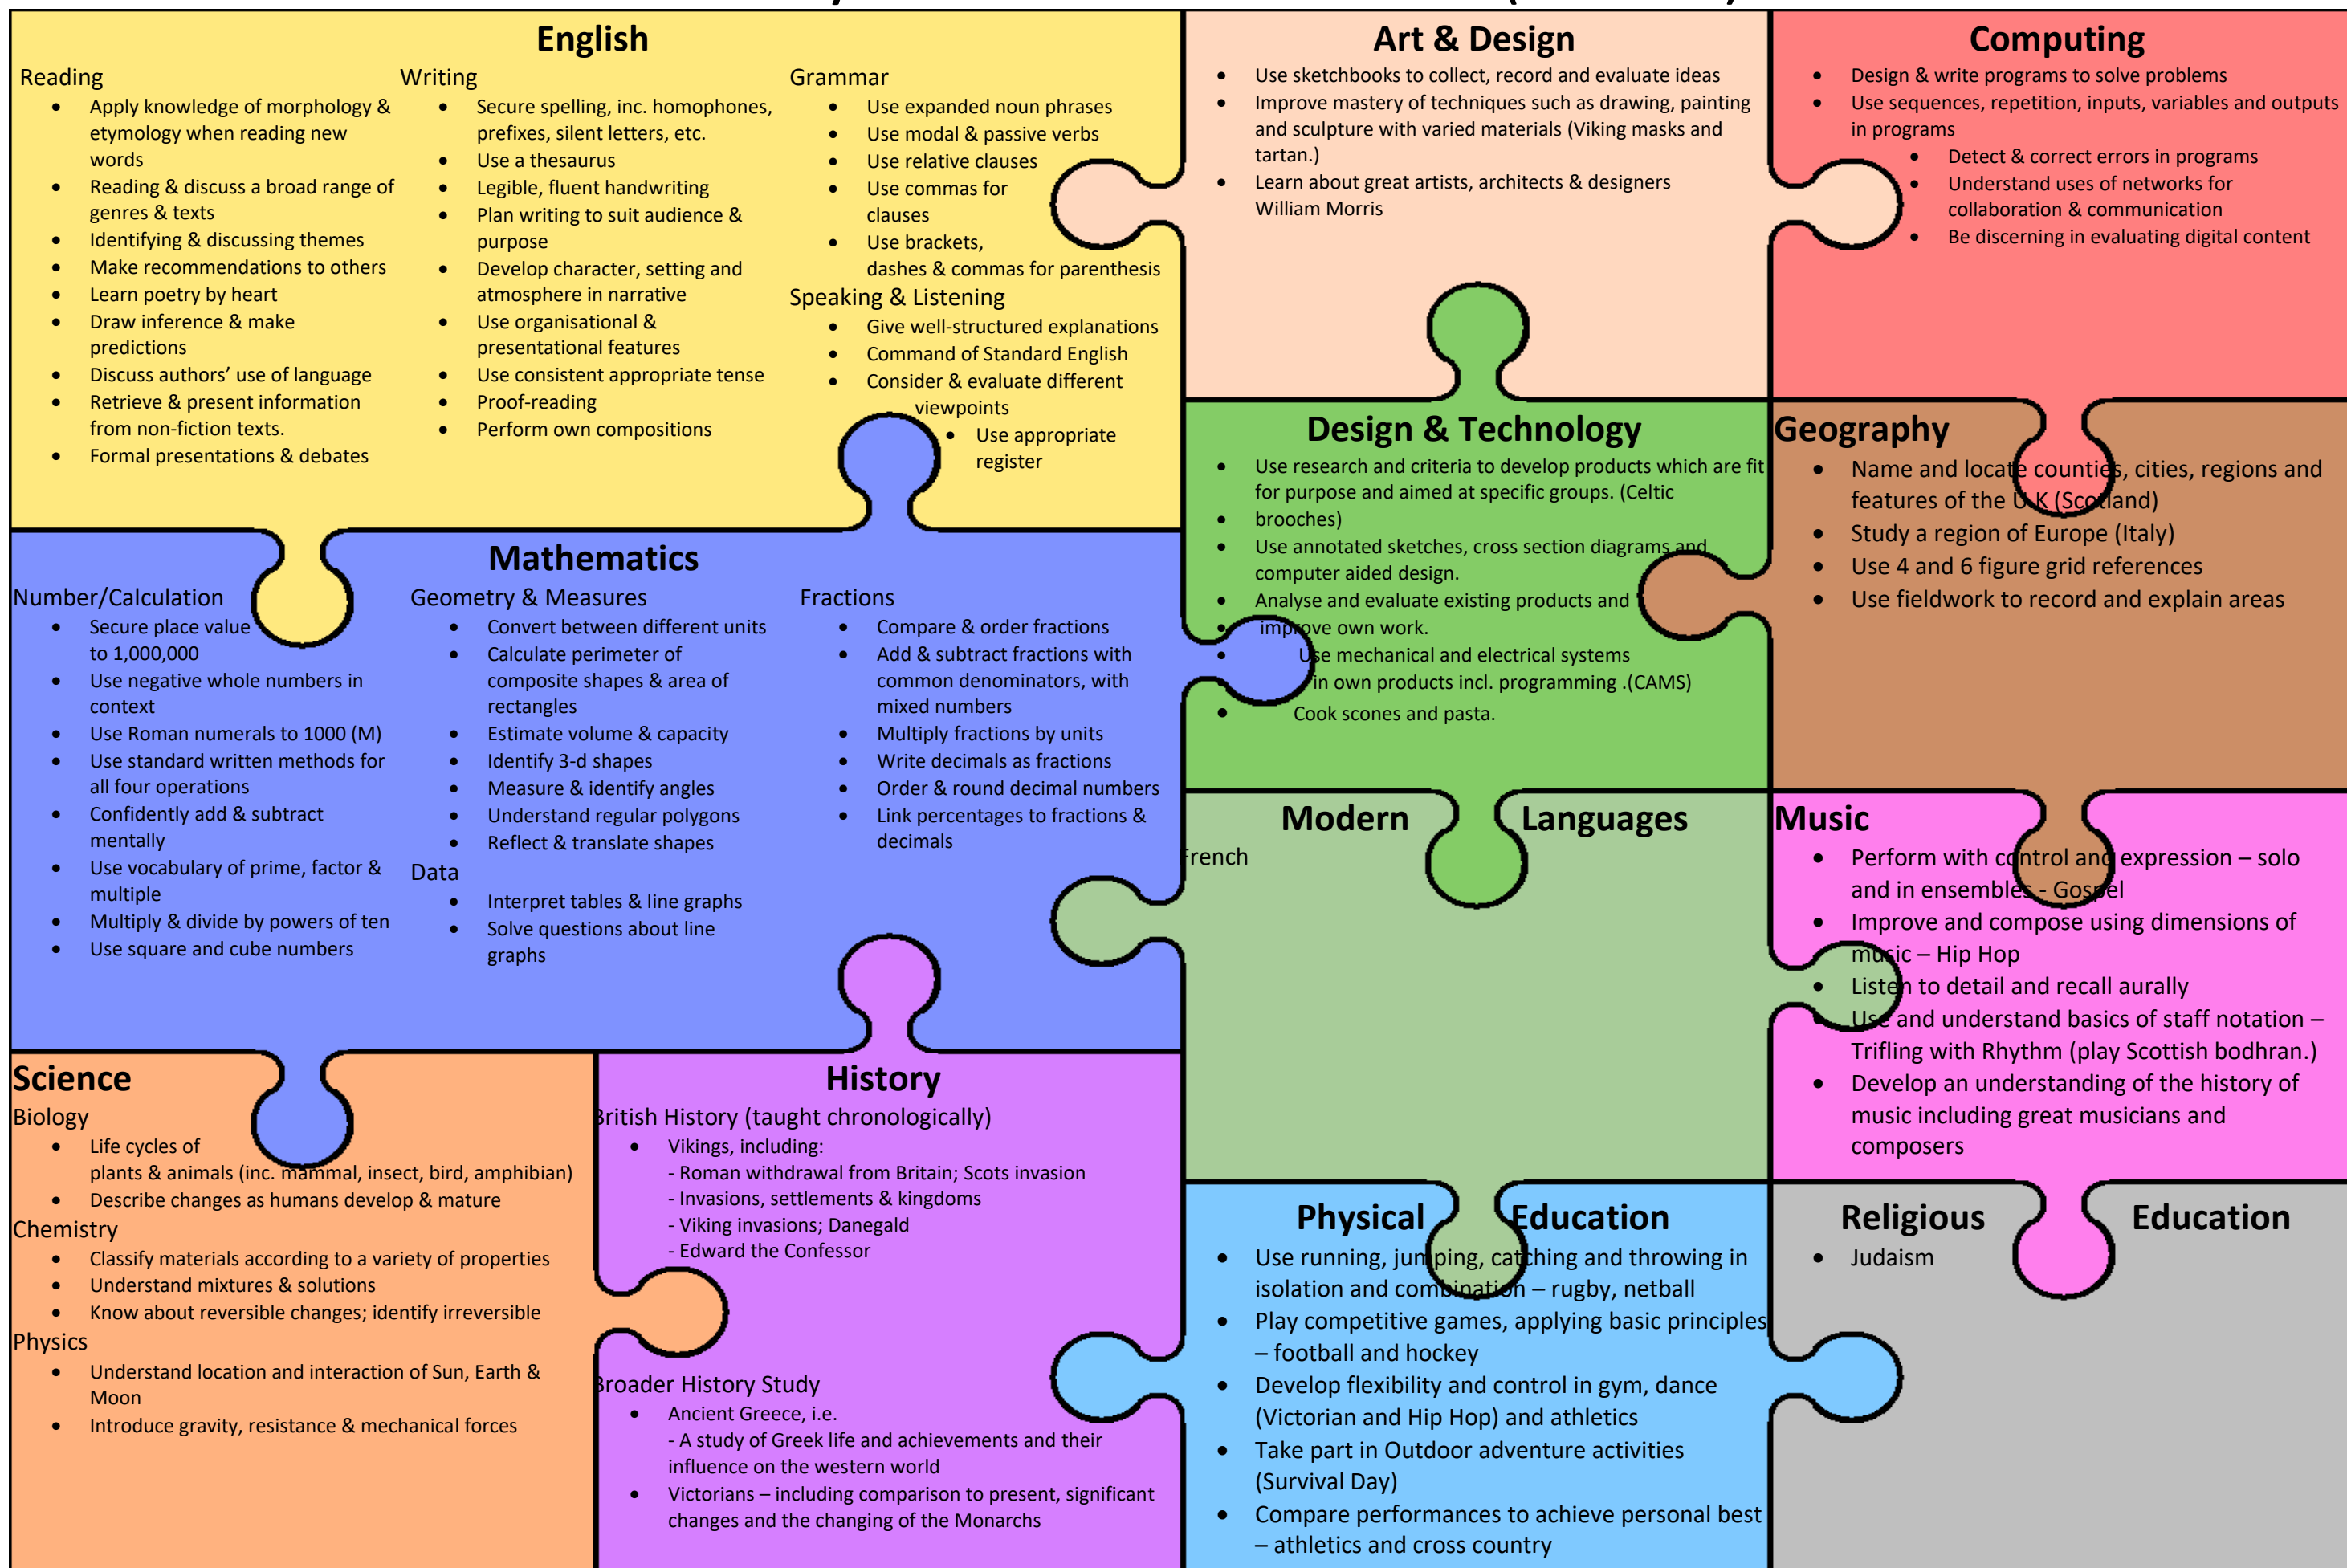 English
Reading
• Apply knowledge of morphology &
etymology when reading new
words
• Reading & discuss a broad range of
genres & texts
• Identifying & discussing themes
• Make recommendations to others
• Learn poetry by heart
• Draw inference & make
predictions
• Discuss authors’ use of language
• Retrieve & present information
from non-fiction texts.
• Formal presentations & debates
Writing
• Secure spelling, inc. homophones,
prefixes, silent letters, etc.
• Use a thesaurus
• Legible, fluent handwriting
• Plan writing to suit audience &
purpose
• Develop character, setting and
atmosphere in narrative
• Use organisational &
presentational features
• Use consistent appropriate tense
• Proof-reading
• Perform own compositions
Grammar
• Use expanded noun phrases
• Use modal & passive verbs
• Use relative clauses
• Use commas for
clauses
• Use brackets,
dashes & commas for parenthesis
Speaking & Listening
• Give well-structured explanations
• Command of Standard English
• Consider & evaluate different
viewpoints
• Use appropriate
register
Art & Design
• Use sketchbooks to collect, record and evaluate ideas
• Improve mastery of techniques such as drawing, painting
and sculpture with varied materials (Viking masks and
tartan.)
• Learn about great artists, architects & designers
William Morris
Computing
• Design & write programs to solve problems
• Use sequences, repetition, inputs, variables and outputs
in programs
• Detect & correct errors in programs
• Understand uses of networks for
collaboration & communication
• Be discerning in evaluating digital content
Design & Technology
• Use research and criteria to develop products which are fit
for purpose and aimed at specific groups. (Celtic
• brooches)
• Use annotated sketches, cross section diagrams and
computer aided design.
• Analyse and evaluate existing products and
• improve own work.
• Use mechanical and electrical systems
in own products incl. programming .(CAMS)
• Cook scones and pasta.
Geography
• Name and locate counties, cities, regions and
features of the U K (Scotland)
• Study a region of Europe (Italy)
• Use 4 and 6 figure grid references
• Use fieldwork to record and explain areas
Mathematics
Number/Calculation
• Secure place value
to 1,000,000
• Use negative whole numbers in
context
• Use Roman numerals to 1000 (M)
• Use standard written methods for
all four operations
• Confidently add & subtract
mentally
• Use vocabulary of prime, factor &
multiple
• Multiply & divide by powers of ten
• Use square and cube numbers
Geometry & Measures
• Convert between different units
• Calculate perimeter of
composite shapes & area of
rectangles
• Estimate volume & capacity
• Identify 3-d shapes
• Measure & identify angles
• Understand regular polygons
• Reflect & translate shapes
Data
• Interpret tables & line graphs
• Solve questions about line
graphs
Fractions
• Compare & order fractions
• Add & subtract fractions with
common denominators, with
mixed numbers
• Multiply fractions by units
• Write decimals as fractions
• Order & round decimal numbers
• Link percentages to fractions &
decimals
Modern Languages
French
Music
• Perform with control and expression – solo
and in ensembles - Gospel
• Improve and compose using dimensions of
music – Hip Hop
• Listen to detail and recall aurally
• Use and understand basics of staff notation –
Trifling with Rhythm (play Scottish bodhran.)
• Develop an understanding of the history of
music including great musicians and
composers
Science
Biology
• Life cycles of
plants & animals (inc. mammal, insect, bird, amphibian)
• Describe changes as humans develop & mature
Chemistry
• Classify materials according to a variety of properties
• Understand mixtures & solutions
• Know about reversible changes; identify irreversible
Physics
• Understand location and interaction of Sun, Earth &
Moon
• Introduce gravity, resistance & mechanical forces
History
British History (taught chronologically)
• Vikings, including:
- Roman withdrawal from Britain; Scots invasion
- Invasions, settlements & kingdoms
- Viking invasions; Danegald
- Edward the Confessor
Broader History Study
• Ancient Greece, i.e.
- A study of Greek life and achievements and their
influence on the western world
• Victorians – including comparison to present, significant
changes and the changing of the Monarchs
Physical Education
• Use running, jumping, catching and throwing in
isolation and combination – rugby, netball
• Play competitive games, applying basic principles
– football and hockey
• Develop flexibility and control in gym, dance
(Victorian and Hip Hop) and athletics
• Take part in Outdoor adventure activities
(Survival Day)
• Compare performances to achieve personal best
– athletics and cross country
Religious Education
• Judaism